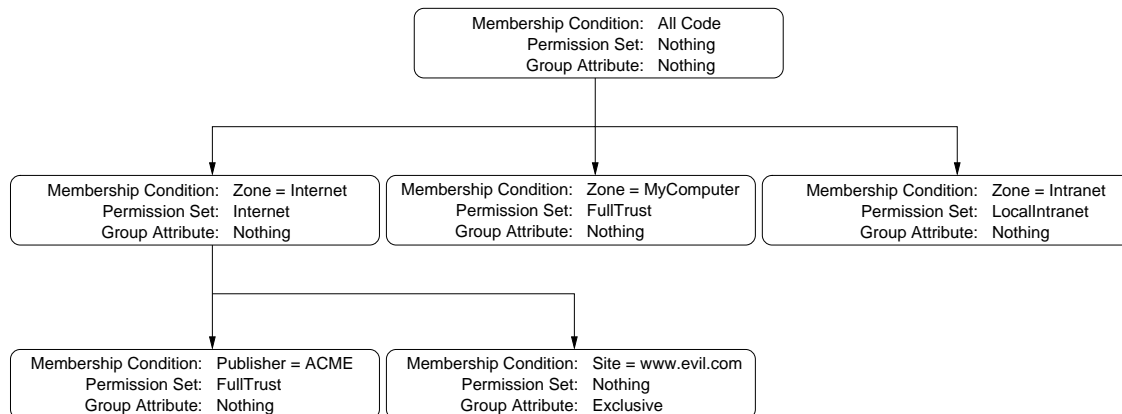 Membership Condition: All Code
Permission Set: Nothing
Group Attribute: Nothing
Membership Condition: Zone = Internet
Permission Set: Internet
Group Attribute: Nothing
Membership Condition: Zone = MyComputer
Permission Set: FullTrust
Group Attribute: Nothing
Membership Condition: Zone = Intranet
Permission Set: LocalIntranet
Group Attribute: Nothing
Membership Condition: Publisher = ACME
Permission Set: FullTrust
Group Attribute: Nothing
Membership Condition: Site = www.evil.com
Permission Set: Nothing
Group Attribute: Exclusive